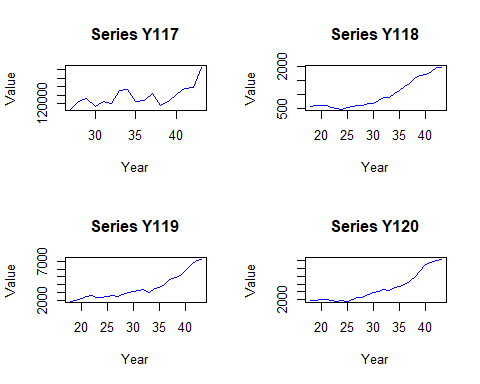 Series Y117
Value
120000
30 35 40
Year
Series Y118
Value
500 2000
20 25 30 35 40
Year
Series Y119
Value
2000 7000
20 25 30 35 40
Year
Series Y120
Value
2000
20 25 30 35 40
Year